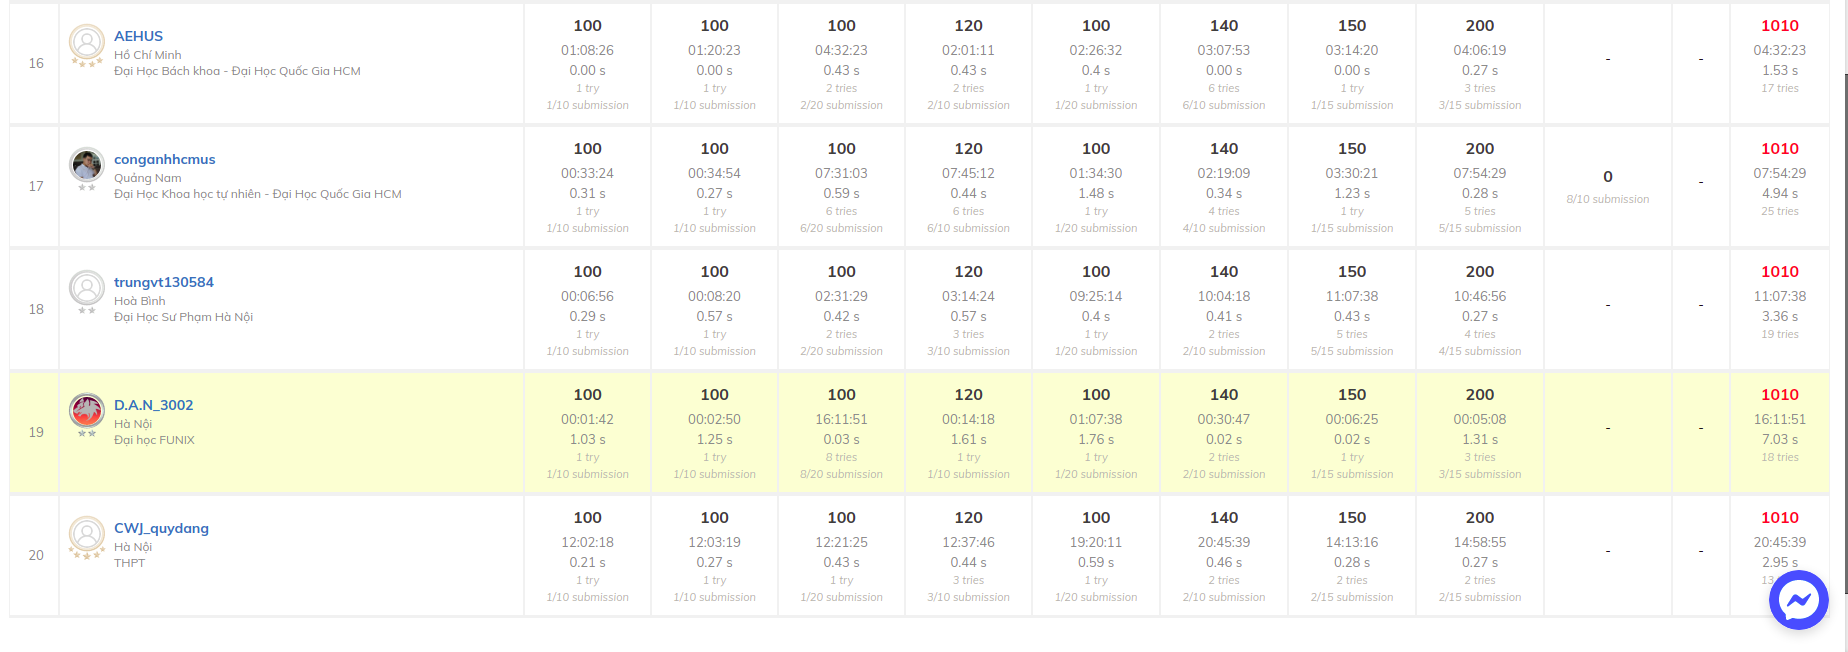 16
AEHUS
Hồ Chí Minh
Đại Học Bách khoa - Đại Học Quốc Gia HCM
100 100 100 120 100 140 150 200 1010
01:08:26 01:20:23 04:32:23 02:01:11 02:26:32 03:07:53 03:14:20 04:06:19 - - 04:32:23
0.00 s 0.00 s 0.43 s 0.43 s 0.4 s 0.00 s 0.00 s 0.27 s 1.53 s
1 try 1 try 2 tries 2 tries 1 try 6 tries 1 try 3 tries 17 tries
1/10 submission 1/10 submission 2/20 submission 2/10 submission 1/20 submission 6/10 submission 1/15 submission 3/15 submission
17
conganhhcmus
Quảng Nam
Đại Học Khoa học tự nhiên - Đại Học Quốc Gia HCM
100 100 100 120 100 140 150 200 1010
00:33:24 00:34:54 07:31:03 07:45:12 01:34:30 02:19:09 03:30:21 07:54:29 0 - 07:54:29
0.31 s 0.27 s 0.59 s 0.44 s 1.48 s 0.34 s 1.23 s 0.28 s 8/10 submission 4.94 s
1 try 1 try 6 tries 6 tries 1 try 4 tries 1 try 5 tries 25 tries
1/10 submission 1/10 submission 6/20 submission 6/10 submission 1/20 submission 4/10 submission 1/15 submission 5/15 submission
18
trungvt130584
Hoà Bình
Đại Học Sư Phạm Hà Nội
100 100 100 120 100 140 150 200 1010
00:06:56 00:08:20 02:31:29 03:14:24 09:25:14 10:04:18 11:07:38 10:46:56 - - 11:07:38
0.29 s 0.57 s 0.42 s 0.57 s 0.4 s 0.41 s 0.43 s 0.27 s 3.36 s
1 try 1 try 2 tries 3 tries 1 try 2 tries 5 tries 4 tries 19 tries
1/10 submission 1/10 submission 2/20 submission 3/10 submission 1/20 submission 2/10 submission 5/15 submission 4/15 submission
19
D.A.N_3002
Hà Nội
Đại học FUNIX
100 100 100 120 100 140 150 200 1010
00:01:42 00:02:50 16:11:51 00:14:18 01:07:38 00:30:47 00:06:25 00:05:08 - - 16:11:51
1.03 s 1.25 s 0.03 s 1.61 s 1.76 s 0.02 s 0.02 s 1.31 s 7.03 s
1 try 1 try 8 tries 1 try 1 try 2 tries 1 try 3 tries 18 tries
1/10 submission 1/10 submission 8/20 submission 1/10 submission 1/20 submission 2/10 submission 1/15 submission 3/15 submission
20
CWJ_quydang
Hà Nội
THPT
100 100 100 120 100 140 150 200 1010
12:02:18 12:03:19 12:21:25 12:37:46 19:20:11 20:45:39 14:13:16 14:58:55 - - 20:45:39
0.21 s 0.27 s 0.43 s 0.44 s 0.59 s 0.46 s 0.28 s 0.27 s 2.95 s
1 try 1 try 1 try 3 tries 1 try 2 tries 2 tries 2 tries 13
1/10 submission 1/10 submission 1/20 submission 3/10 submission 1/20 submission 2/10 submission 2/15 submission 2/15 submission